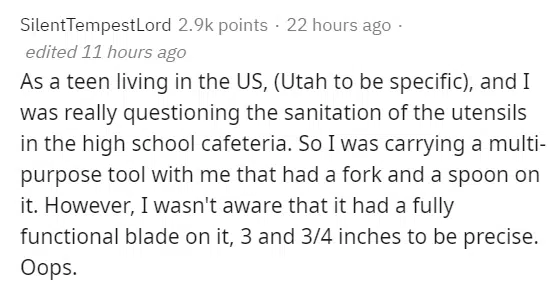 SilentTempestLord 2.9k points · 22 hours ago ·
edited 11 hours ago
As a teen living in the US, (Utah to be specific), and I
was really questioning the sanitation of the utensils
in the high school cafeteria. So I was carrying a multi-
purpose tool with me that had a fork and a spoon on
it. However, I wasn't aware that it had a fully
functional blade on it, 3 and 3/4 inches to be precise.
Oops.